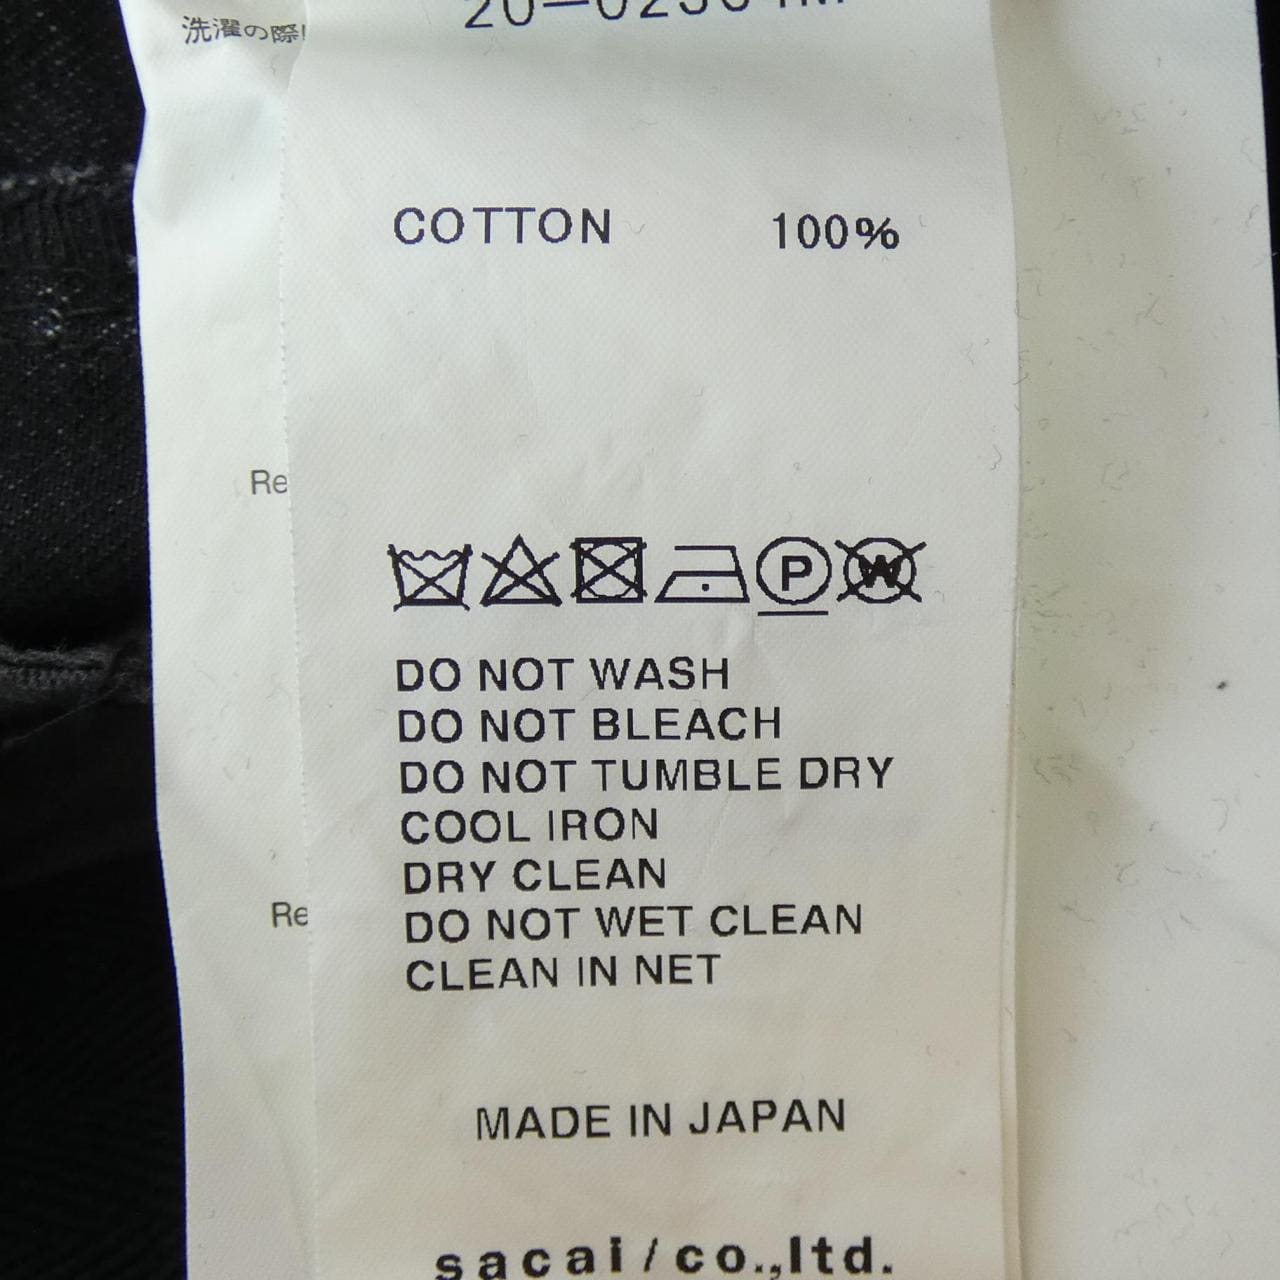 洗濯の際
COTTON 100%
Re
P W
DO NOT WASH
DO NOT BLEACH
DO NOT TUMBLE DRY
COOL IRON
DRY CLEAN
Re
DO NOT WET CLEAN
CLEAN IN NET
MADE IN JAPAN
sacai/co.,ltd.